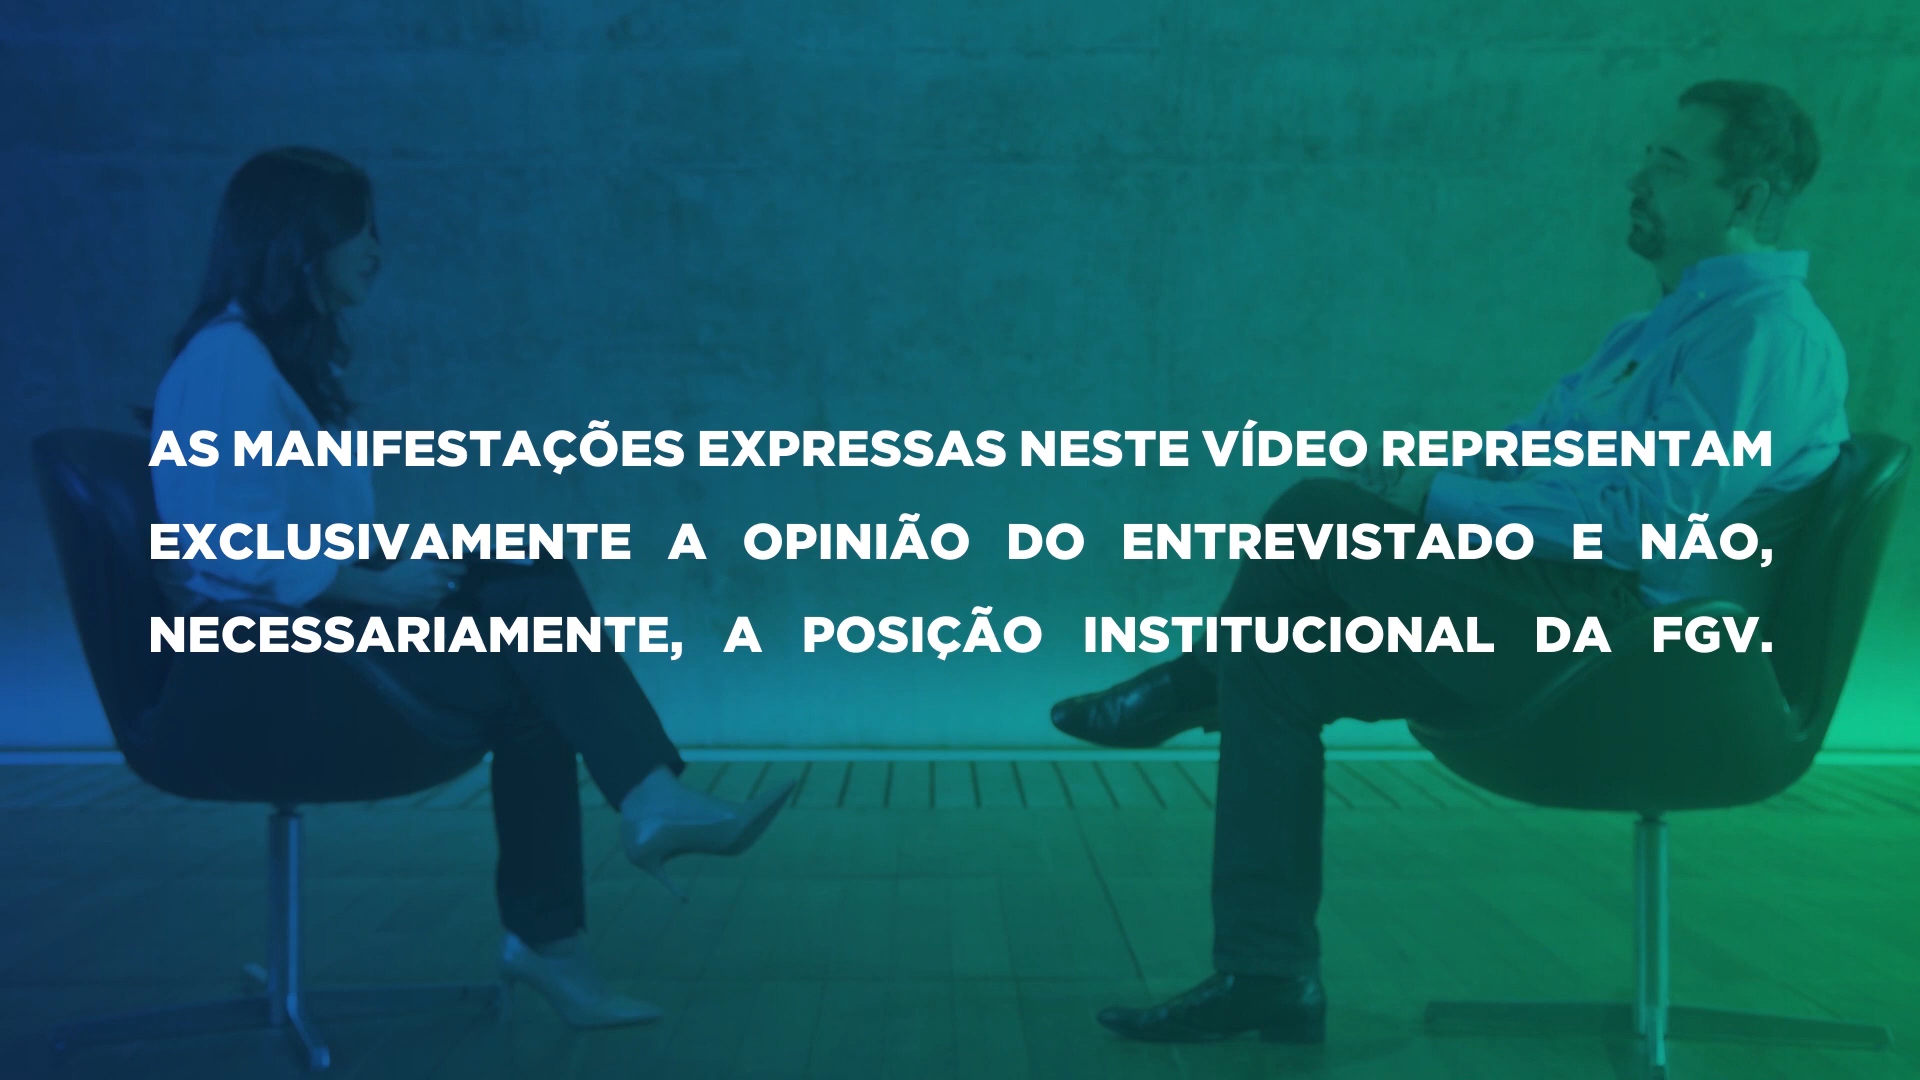 AS MANIFESTAÇÕES EXPRESSAS NESTE VÍDEO REPRESENTAM
EXCLUSIVAMENTE A OPINIÃO DO ENTREVISTADO E NÃO,
NECESSARIAMENTE, A POSIÇÃO INSTITUCIONAL DA FGV.